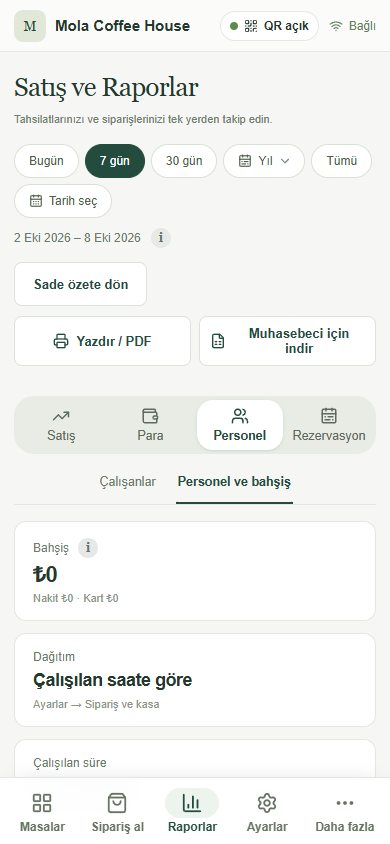 M
Mola Coffee House
QR açık
Bağlı
Satış ve Raporlar
Tahsilatlarınızı ve siparişlerinizi tek yerden takip edin.
Bugün
7 gün
30 gün
Yıl
Tümü
Tarih seç
2 Eki 2026 – 8 Eki 2026
i
Sade özete dön
Yazdır / PDF
Muhasebeci için
indir
Satış
Para
Personel
Rezervasyon
Çalışanlar
Personel ve bahşiş
Bahşiş
i
₺0
Nakit ₺0 · Kart ₺0
Dağıtım
Çalışılan saate göre
Ayarlar → Sipariş ve kasa
Çalışılan süre
Masalar
Sipariş al
Raporlar
Ayarlar
Daha fazla